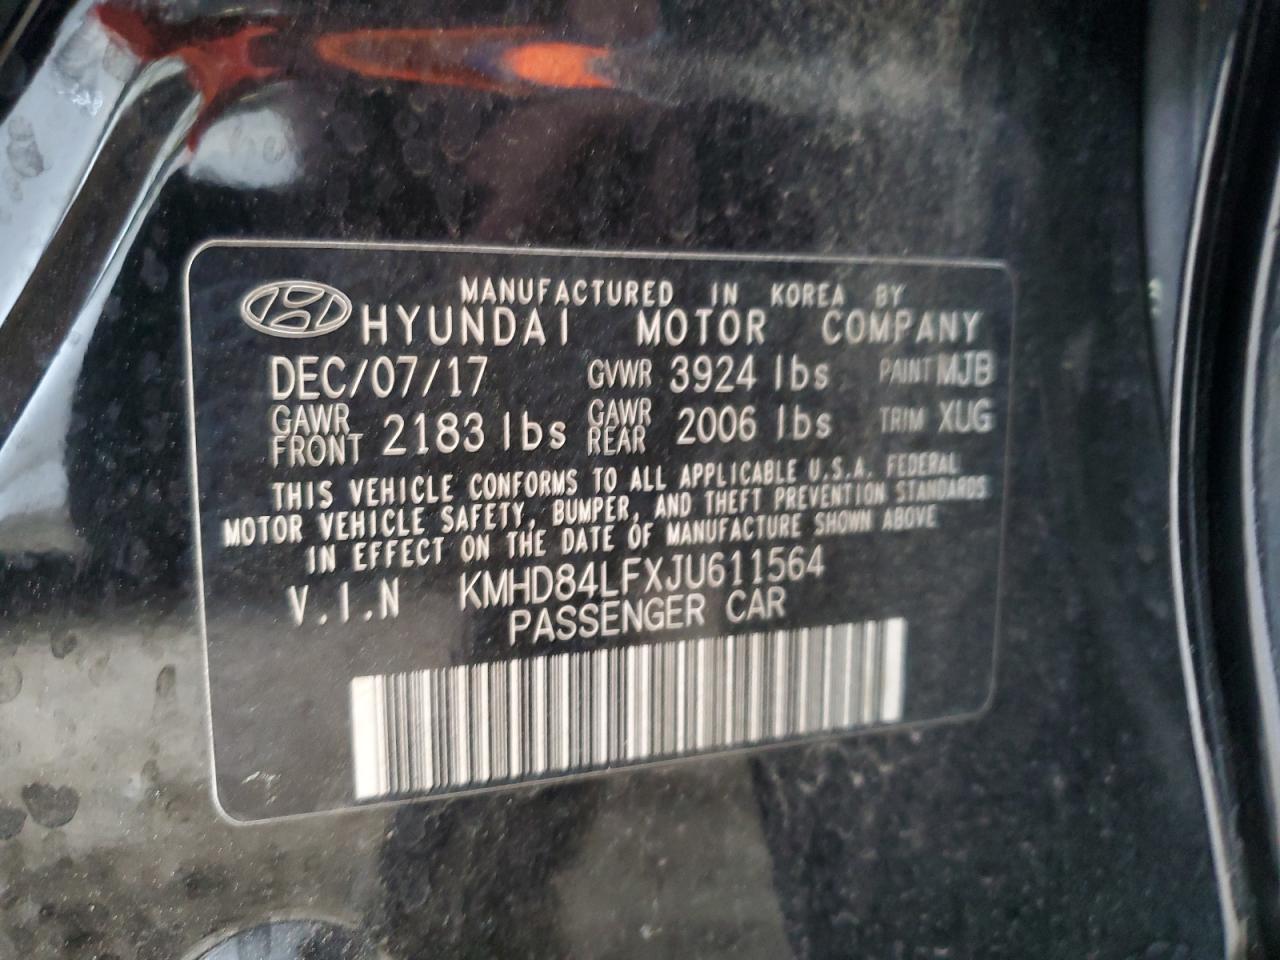 MANUFACTURED IN KOREA BY
HYUNDAI MOTOR COMPANY
DEC/07/17 GVWR 3924 lbs PAINT MJB
GAWR FRONT 2183 lbs GAWR REAR 2006 lbs TRIM XUG
THIS VEHICLE CONFORMS TO ALL APPLICABLE U.S.A. FEDERAL
MOTOR VEHICLE SAFETY, BUMPER, AND THEFT PREVENTION STANDARDS
IN EFFECT ON THE DATE OF MANUFACTURE SHOWN ABOVE
V.I.N KMHD84LFXJU611564
PASSENGER CAR